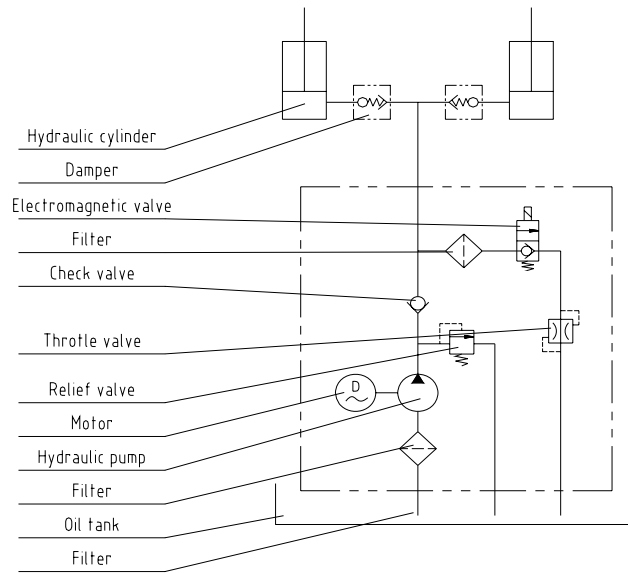 Hydraulic cylinder
Damper
Electromagnetic valve
Filter
Check valve
Throtle valve
Relief valve
D
Motor
Hydraulic pump
Filter
Oil tank
Filter